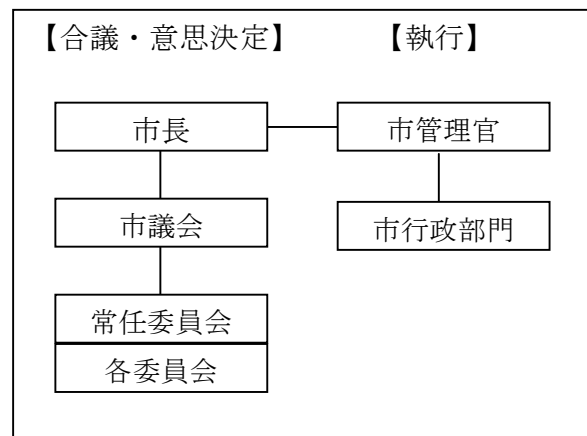 【合議・意思決定】 【執行】
市長 市管理官
市議会 市行政部門
常任委員会
各委員会